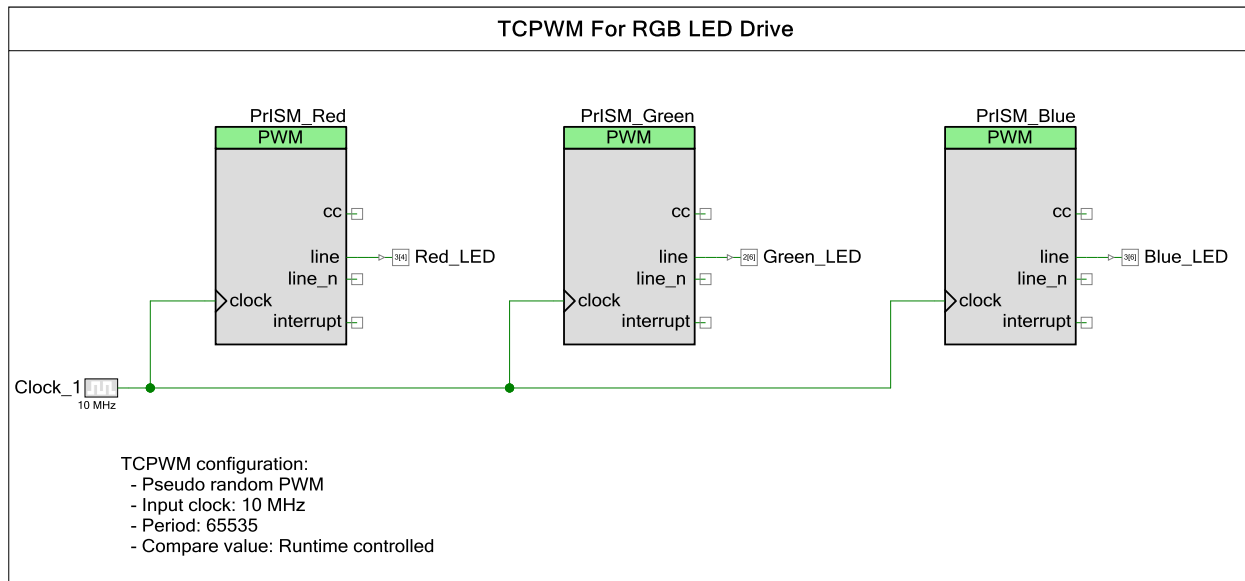 TCPWM For RGB LED Drive
PrISM_Red
PWM
cc
line
3[4]
Red_LED
line_n
clock
interrupt
PrISM_Green
PWM
cc
line
2[6]
Green_LED
line_n
clock
interrupt
PrISM_Blue
PWM
cc
line
3[6]
Blue_LED
line_n
clock
interrupt
Clock_1
10 MHz
TCPWM configuration:
- Pseudo random PWM
- Input clock: 10 MHz
- Period: 65535
- Compare value: Runtime controlled